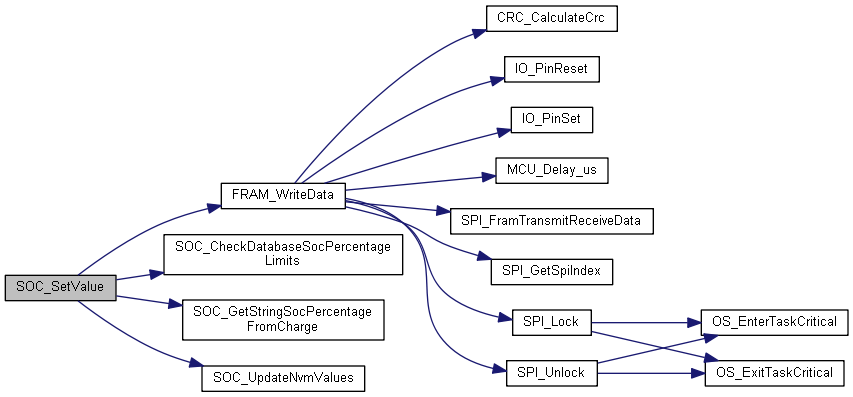 CRC_CalculateCrc
IO_PinReset
IO_PinSet
MCU_Delay_us
FRAM_WriteData
SPI_FramTransmitReceiveData
SOC_CheckDatabaseSocPercentage
Limits
SPI_GetSpiIndex
SOC_SetValue
SOC_GetStringSocPercentage
FromCharge
SPI_Lock
OS_EnterTaskCritical
SOC_UpdateNvmValues
SPI_Unlock
OS_ExitTaskCritical